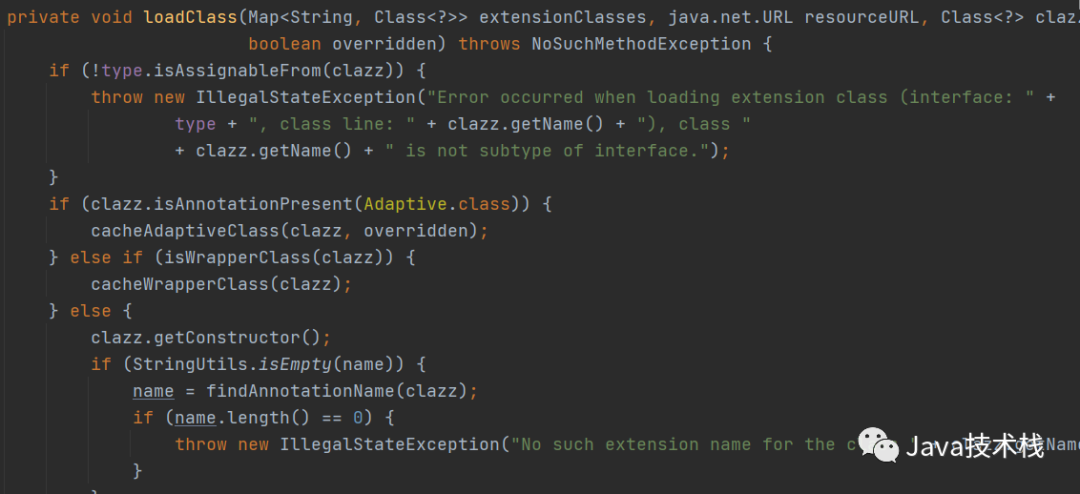 private void loadClass(Map<String, Class<?>> extensionClasses, java.net.URL resourceURL, Class<?> claz
boolean overridden) throws NoSuchMethodException {
if (!type.isAssignableFrom(clazz)) {
throw new IllegalStateException("Error occurred when loading extension class (interface: " +
type + ", class line: " + clazz.getName() + "), class "
+ clazz.getName() + " is not subtype of interface.");
}
if (clazz.isAnnotationPresent(Adaptive.class)) {
cacheAdaptiveClass(clazz, overridden);
} else if (isWrapperClass(clazz)) {
cacheWrapperClass(clazz);
} else {
clazz.getConstructor();
if (StringUtils.isEmpty(name)) {
name = findAnnotationName(clazz);
if (name.length() == 0) {
throw new IllegalStateException("No such extension name for the
Java技术栈
}
}